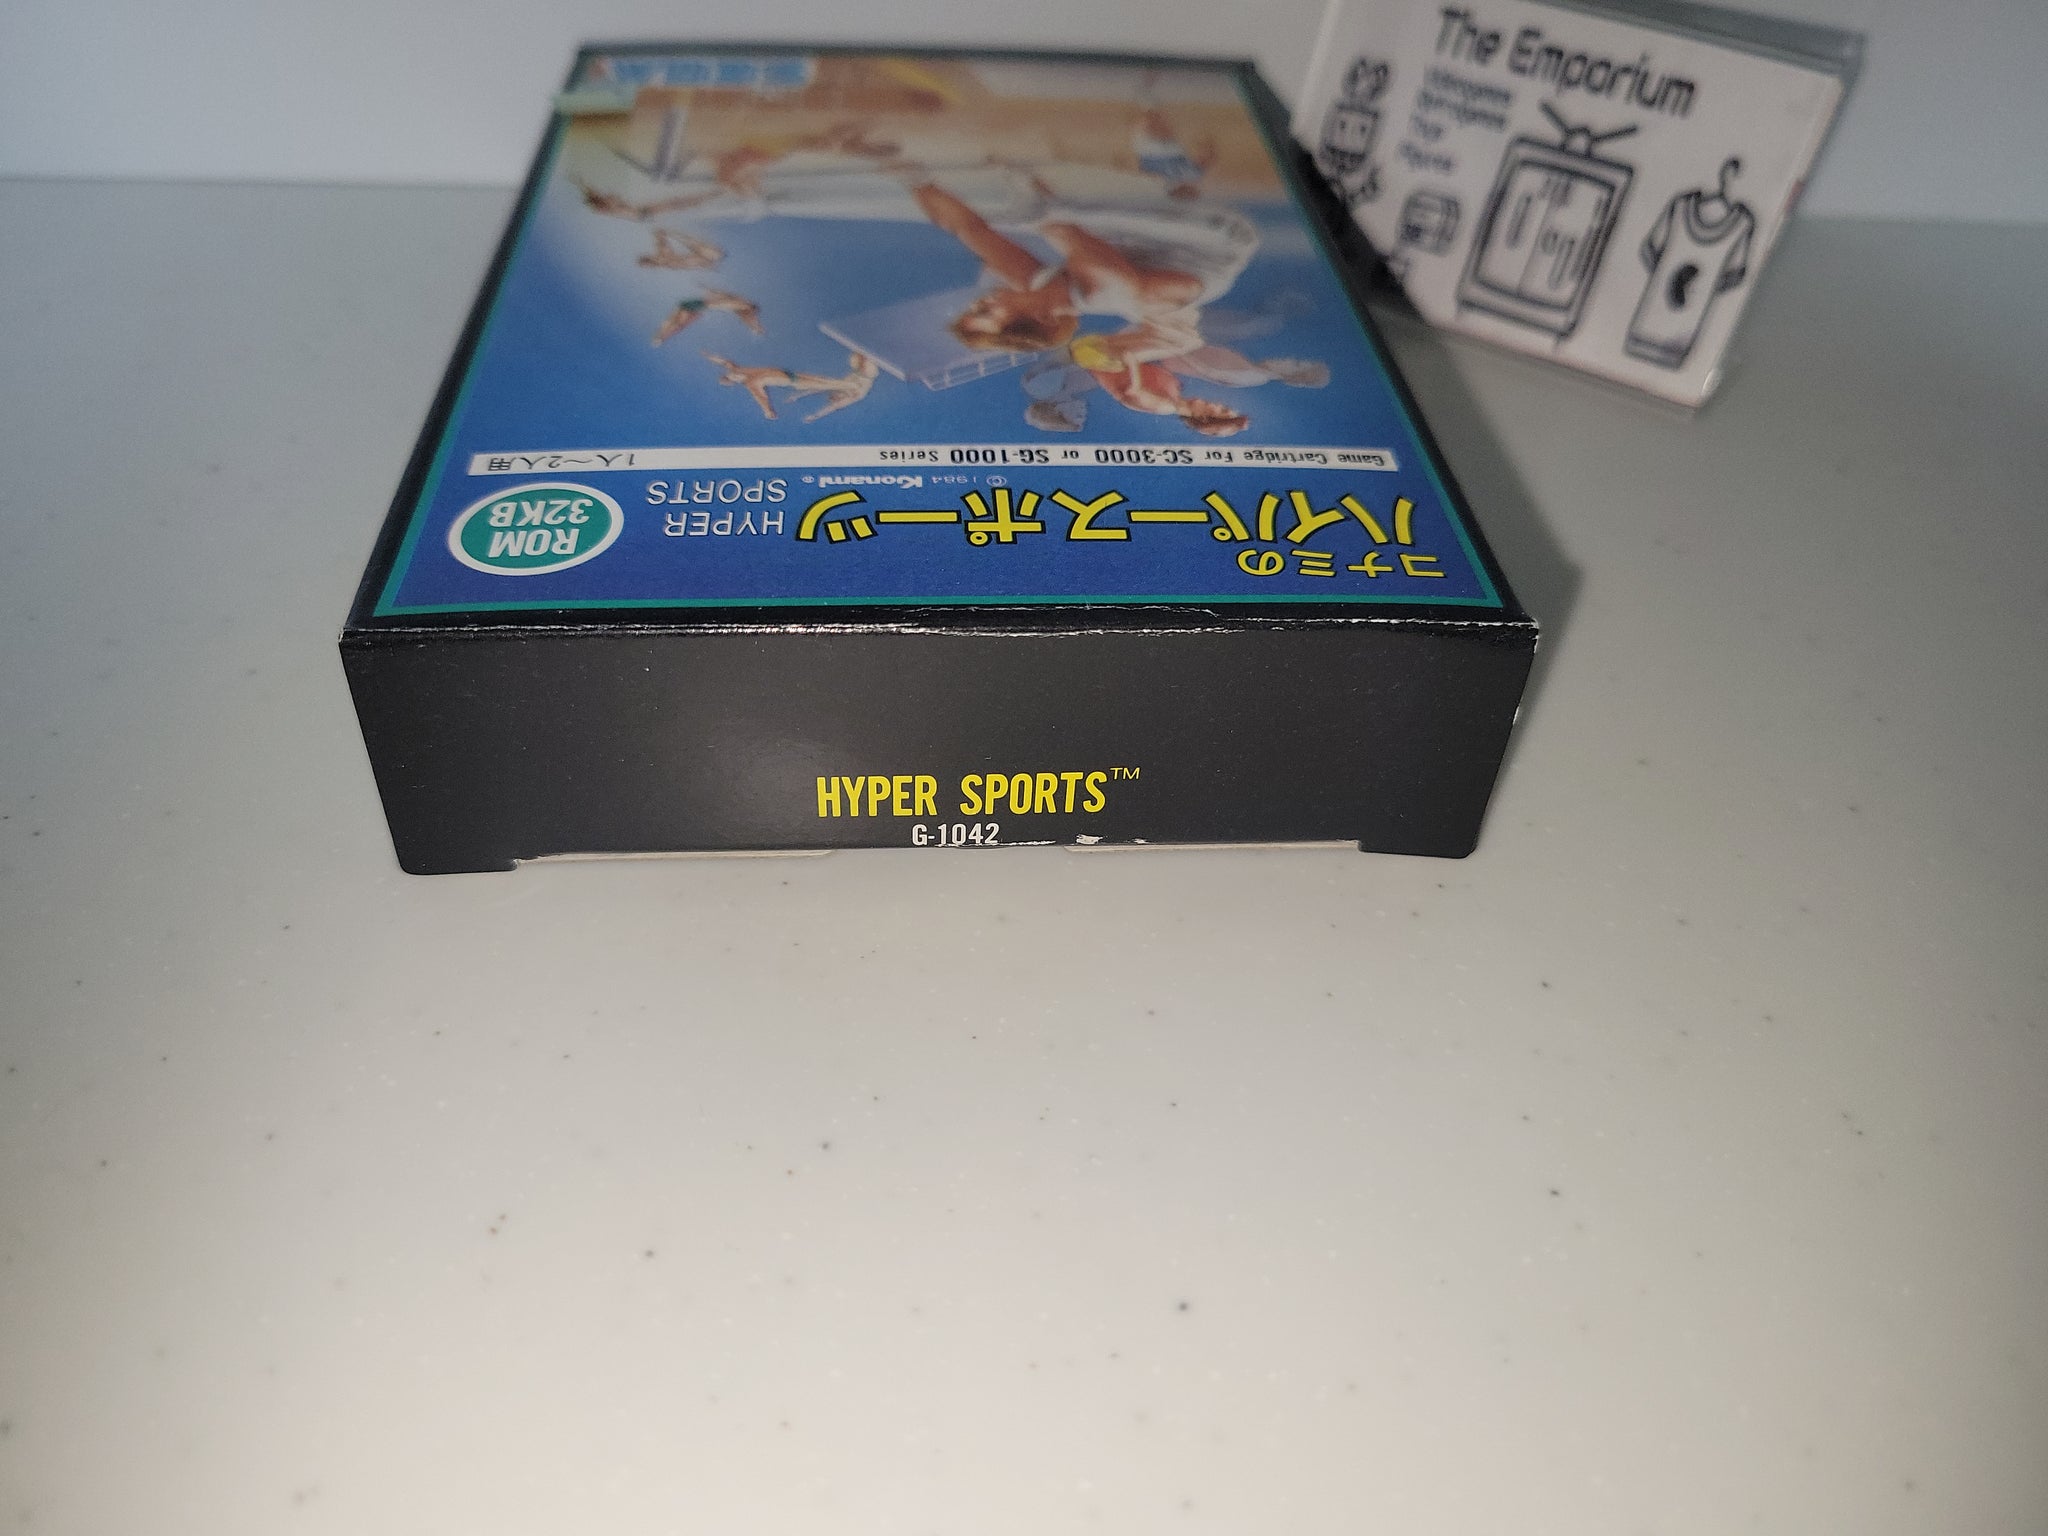 コナミの
ハイパースポーツ
HYPER
SPORTS
© 1984 Konami®
ROM
32KB
Game Cartridge For SC-3000 or SG-1000 Series
1人〜2人用
SEGA
HYPER SPORTS™
G-1042
The Emporium